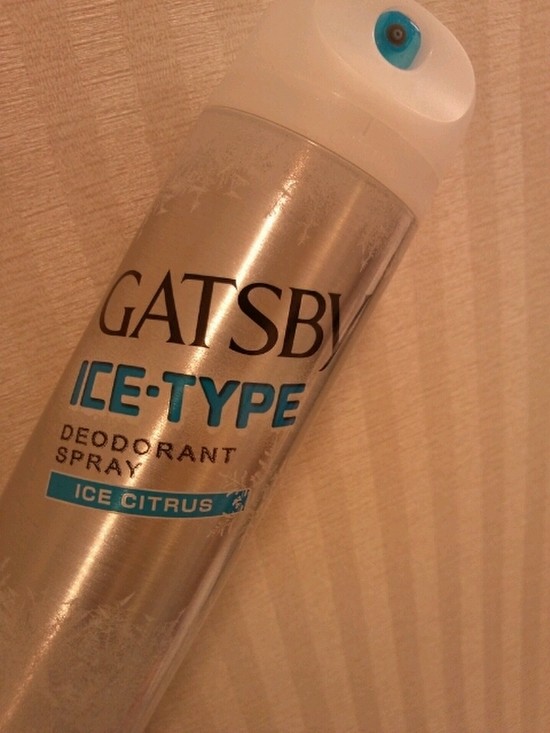 GATSBY
ICE-TYPE
DEODORANT
SPRAY
ICE CITRUS